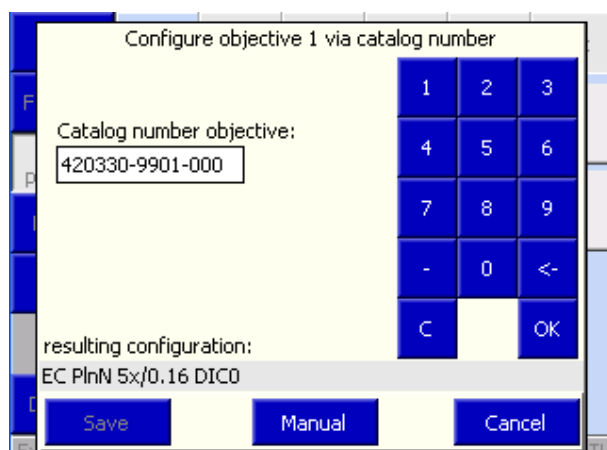 Configure objective 1 via catalog number
Catalog number objective:
420330-9901-000
1 2 3
4 5 6
7 8 9
- 0 <-
C OK
resulting configuration:
EC PlnN 5x/0.16 DIC0
Save Manual Cancel